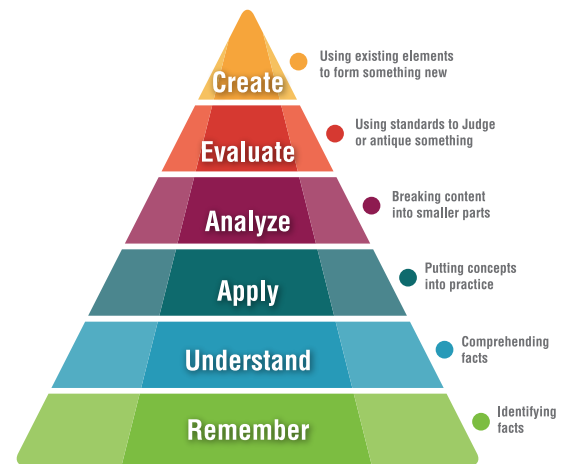 Create
Using existing elements
to form something new
Evaluate
Using standards to Judge
or antique something
Analyze
Breaking content
into smaller parts
Apply
Putting concepts
into practice
Understand
Comprehending
facts
Remember
Identifying
facts